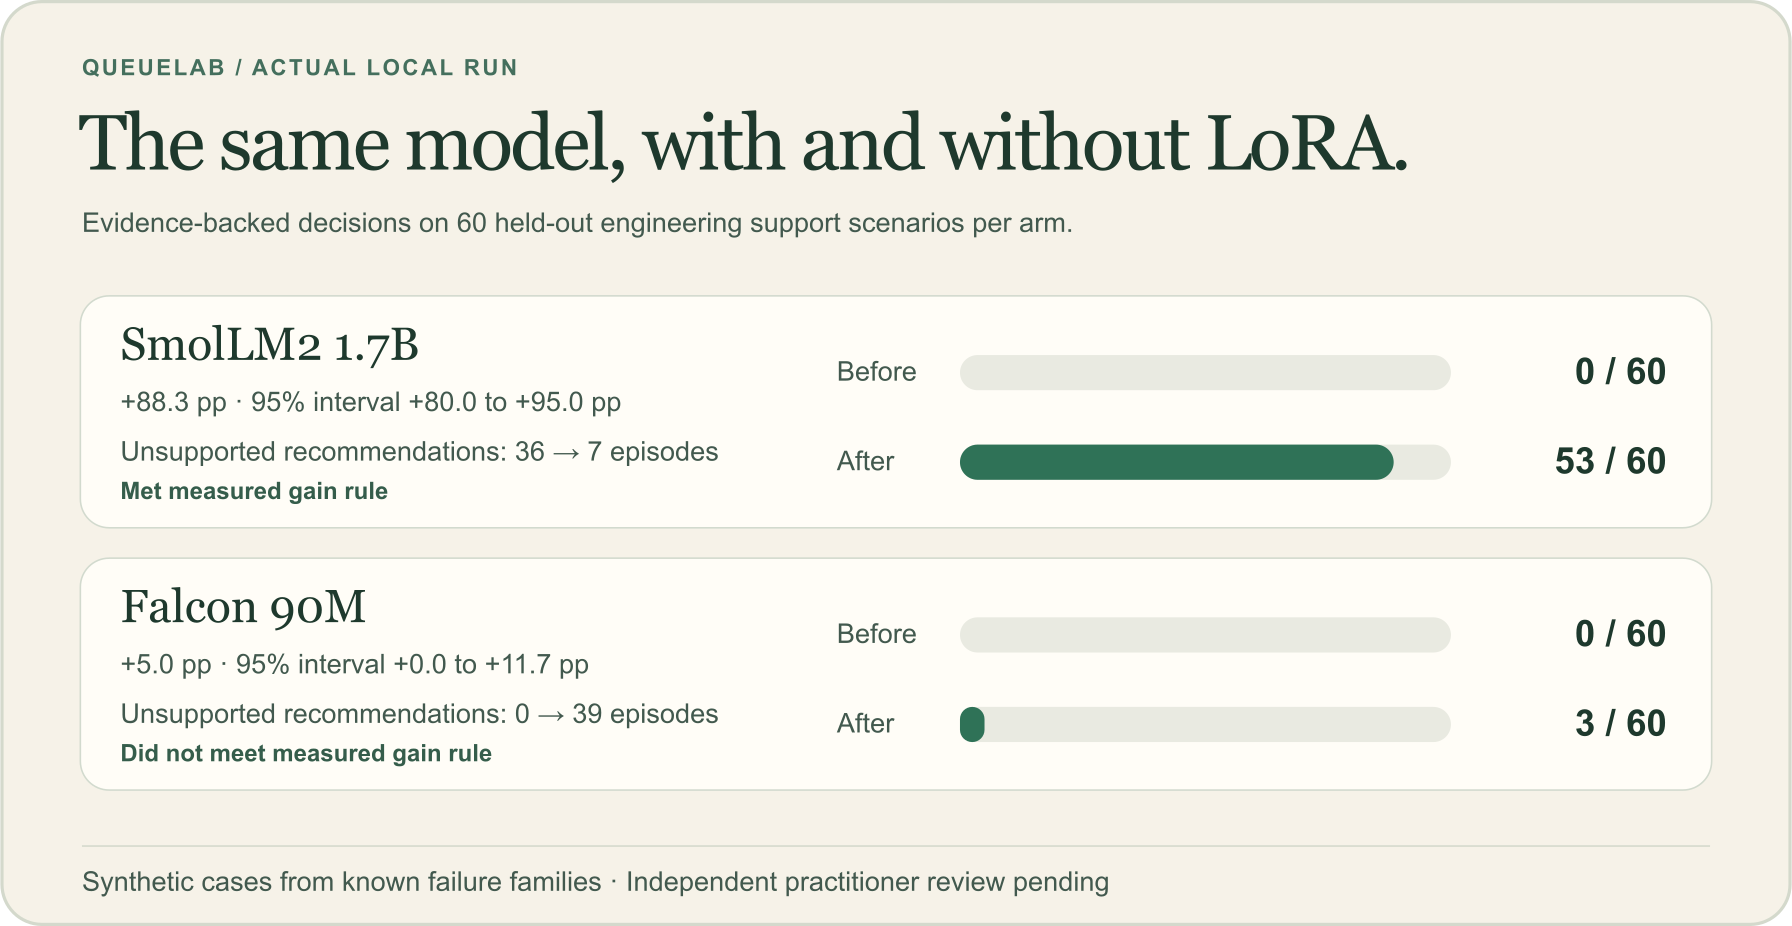 QUEUELAB / ACTUAL LOCAL RUN
The same model, with and without LoRA.
Evidence-backed decisions on 60 held-out engineering support scenarios per arm.
SmolLM2 1.7B
+88.3 pp · 95% interval +80.0 to +95.0 pp
Unsupported recommendations: 36 → 7 episodes
Met measured gain rule
Before 0 / 60
After 53 / 60
Falcon 90M
+5.0 pp · 95% interval +0.0 to +11.7 pp
Unsupported recommendations: 0 → 39 episodes
Did not meet measured gain rule
Before 0 / 60
After 3 / 60
Synthetic cases from known failure families · Independent practitioner review pending